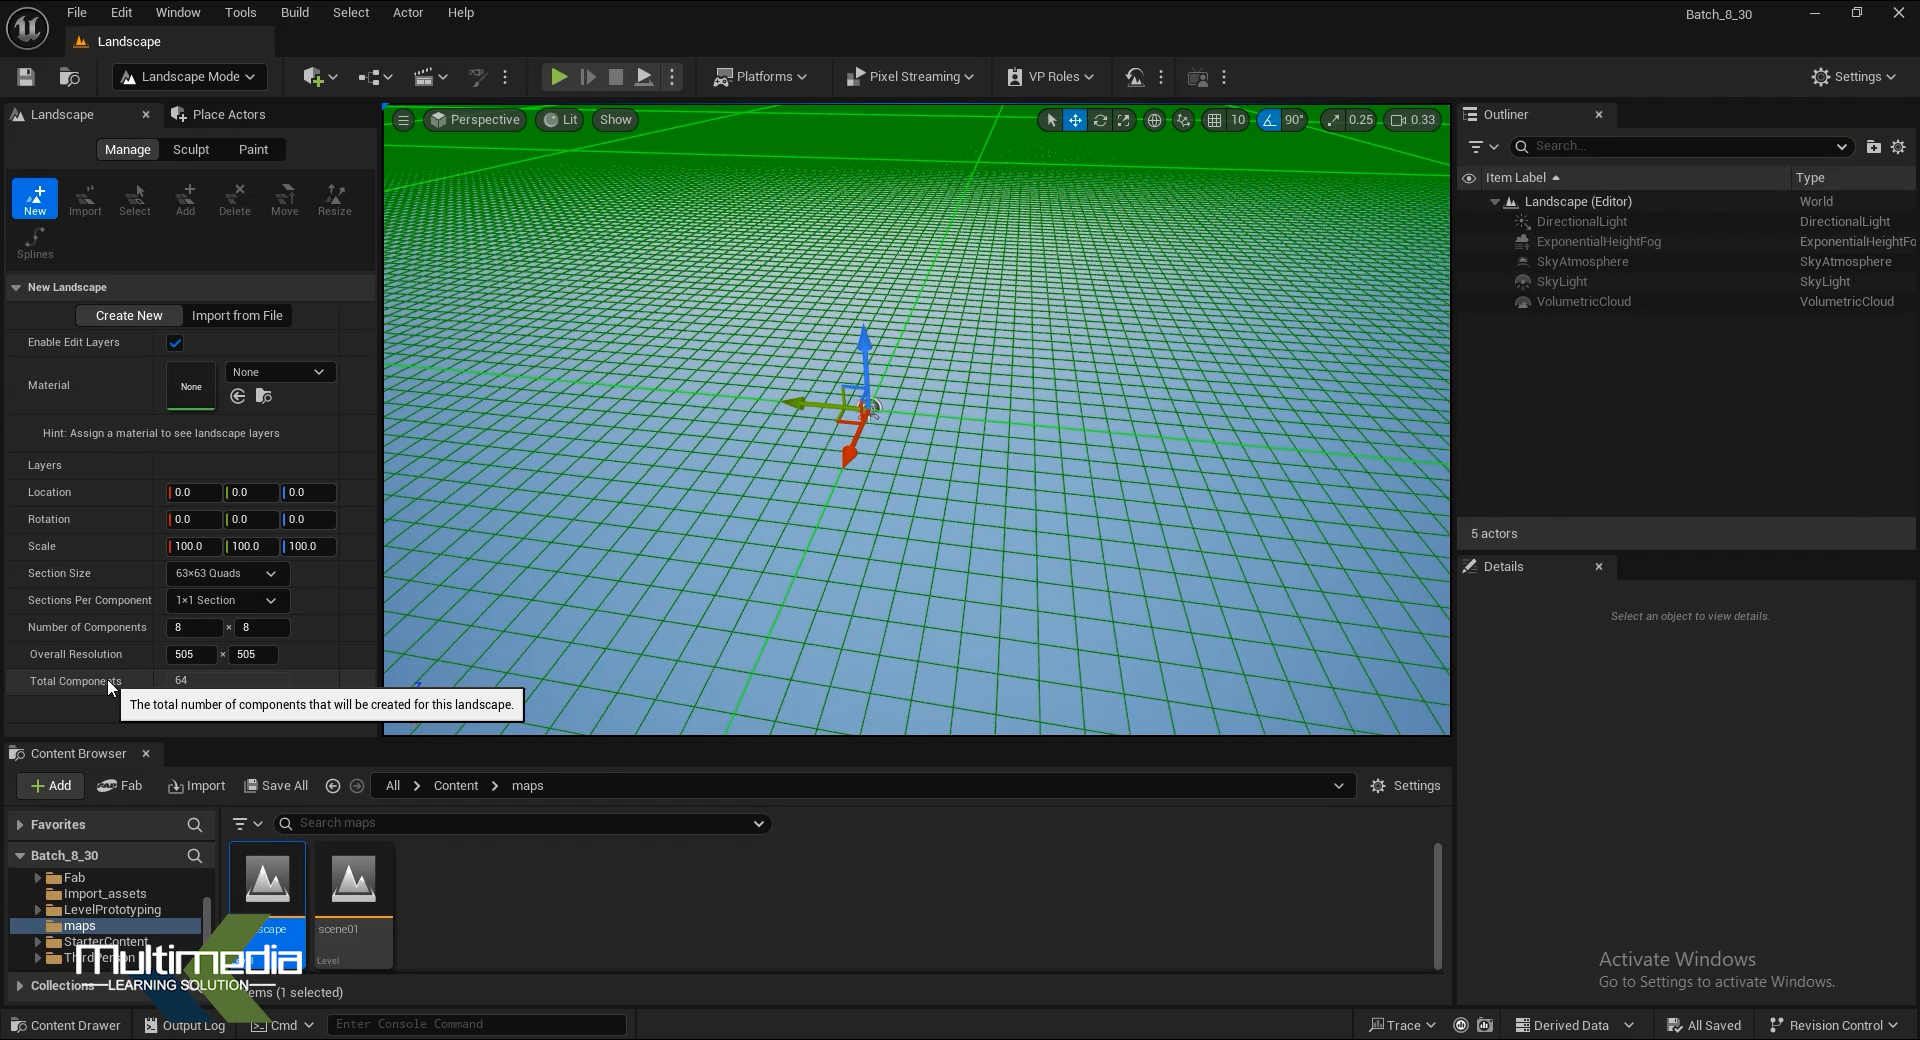 File Edit Window Tools Build Select Actor Help
Batch_8_30
Landscape
Landscape Mode
Platforms
Pixel Streaming
VP Roles
Settings
Landscape
Place Actors
Perspective
Lit
Show
10
90°
0.25
0.33
Outliner
Manage Sculpt Paint
Search...
New Import Select Add Delete Move Resize
Splines
Item Label
Type
Landscape (Editor) World
DirectionalLight DirectionalLight
ExponentialHeightFog ExponentialHeightFo
SkyAtmosphere SkyAtmosphere
SkyLight SkyLight
VolumetricCloud VolumetricCloud
New Landscape
Create New Import from File
Enable Edit Layers
Material
None
None
Hint: Assign a material to see landscape layers
Layers
Location 0.0 0.0 0.0
Rotation 0.0 0.0 0.0
Scale 100.0 100.0 100.0
Section Size 63×63 Quads
Sections Per Component 1×1 Section
Number of Components 8 × 8
Overall Resolution 505 × 505
Total Components 64
The total number of components that will be created for this landscape.
5 actors
Details
Select an object to view details.
Content Browser
Add
Fab
Import
Save All
All > Content > maps
Settings
Favorites
Search maps
Batch_8_30
Fab
Import_assets
LevelPrototyping
maps
StarterContent
Collections
scape
scene01
Level
ems (1 selected)
Multimedia
LEARNING SOLUTION
Activate Windows
Go to Settings to activate Windows.
Content Drawer
Output Log
Cmd
Enter Console Command
Trace
Derived Data
All Saved
Revision Control